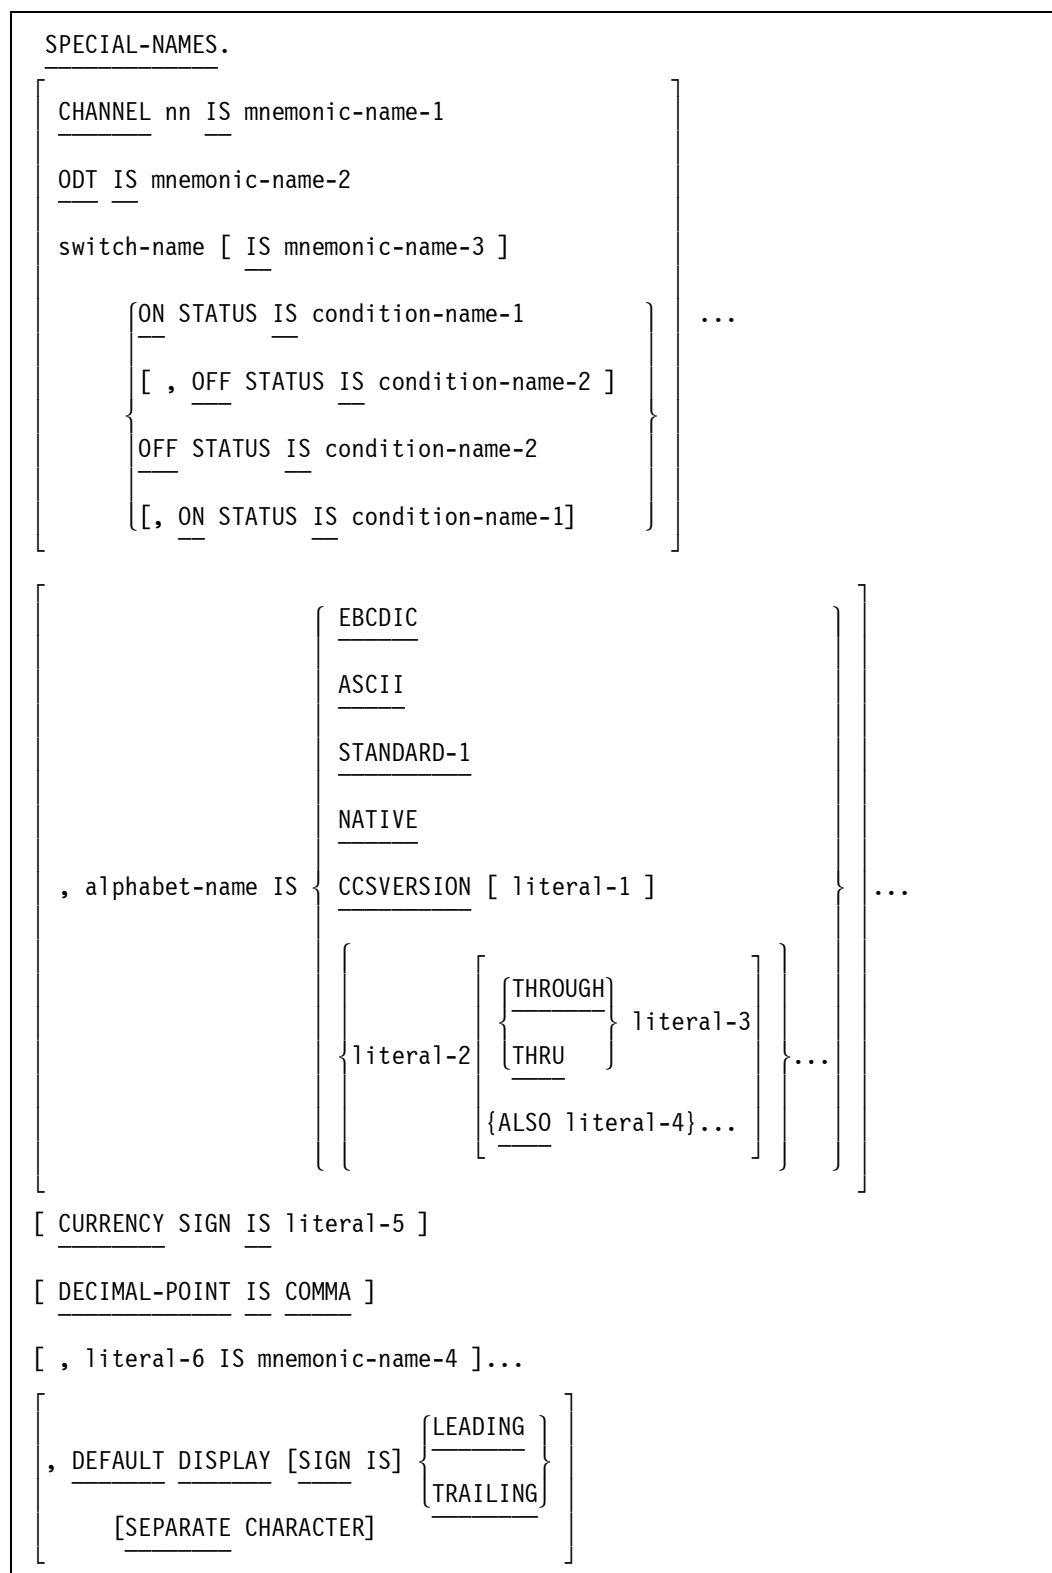 SPECIAL-NAMES.
CHANNEL nn IS mnemonic-name-1
ODT IS mnemonic-name-2
switch-name [ IS mnemonic-name-3 ]
ON STATUS IS condition-name-1
...
[ , OFF STATUS IS condition-name-2 ]
OFF STATUS IS condition-name-2
[, ON STATUS IS condition-name-1]
EBCDIC
ASCII
STANDARD-1
NATIVE
, alphabet-name IS { CCSVERSION [ literal-1 ] } ...
{THROUGH}
literal-2 literal-3 ...
{THRU}
{ALSO literal-4}...
[ CURRENCY SIGN IS literal-5 ]
[ DECIMAL-POINT IS COMMA ]
[ , literal-6 IS mnemonic-name-4 ]...
LEADING
, DEFAULT DISPLAY [SIGN IS]
TRAILING
[SEPARATE CHARACTER]